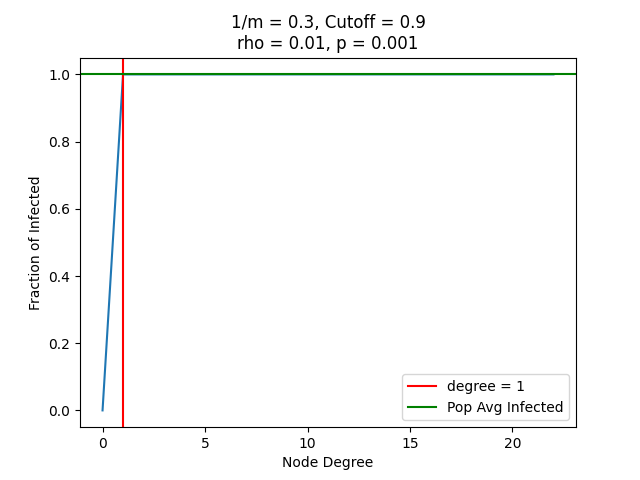 1/m = 0.3, Cutoff = 0.9
rho = 0.01, p = 0.001
Fraction of Infected
1.0
0.8
0.6
0.4
0.2
0.0
degree = 1
Pop Avg Infected
0
5
10
15
20
Node Degree